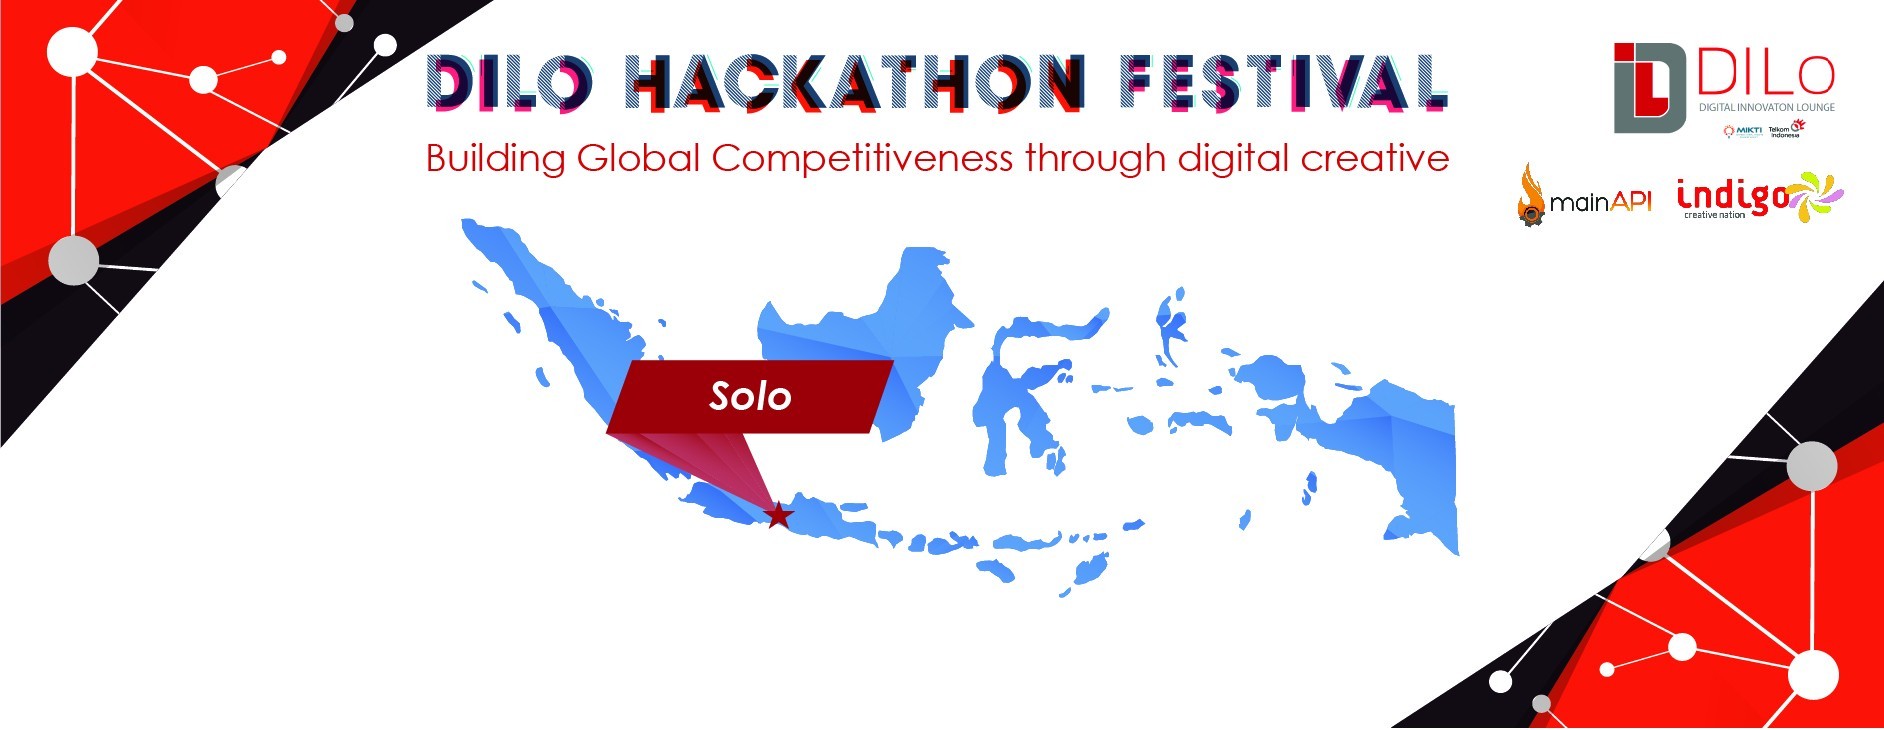 DILO HACKATHON FESTIVAL
Building Global Competitiveness through digital creative
DILo
DIGITAL INNOVATON LOUNGE
MIKTI
Telkom
Indonesia
mainAPI
indigo
creative nation
Solo